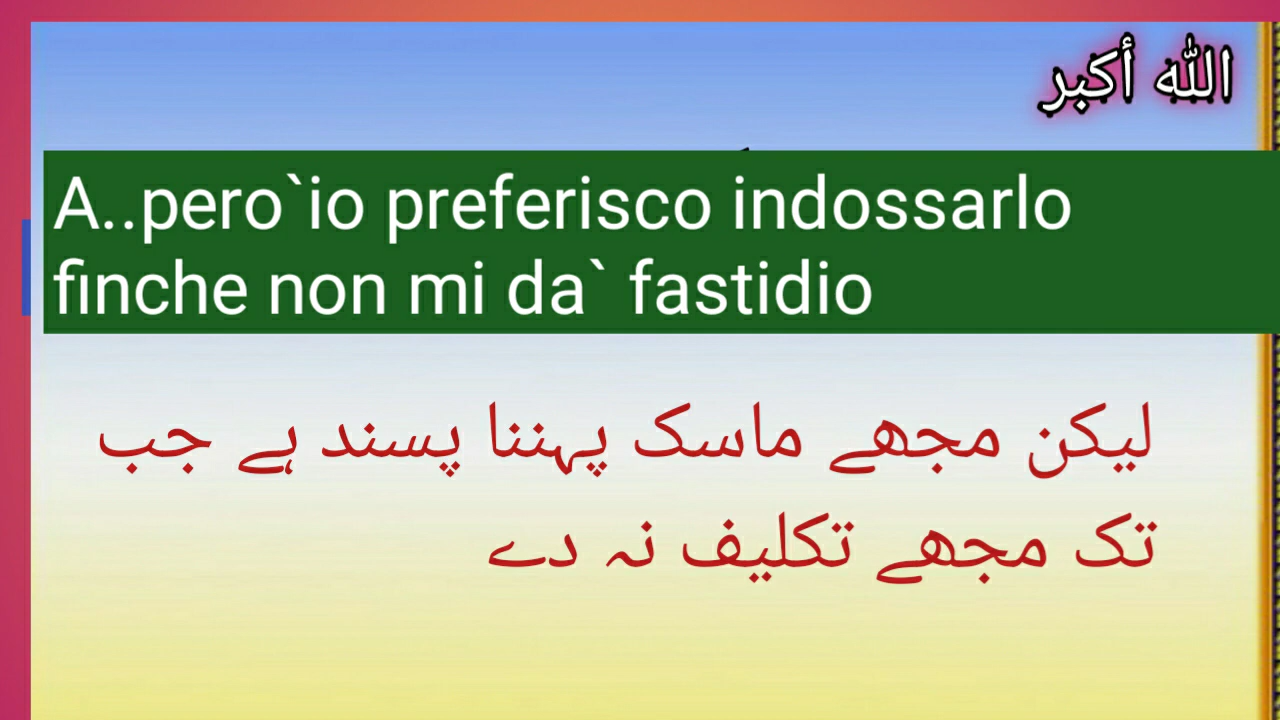 الله أكبر
A..pero`io preferisco indossarlo
finche non mi da` fastidio
لیکن مجھے ماسک پہننا پسند ہے جب
تک مجھے تکلیف نہ دے